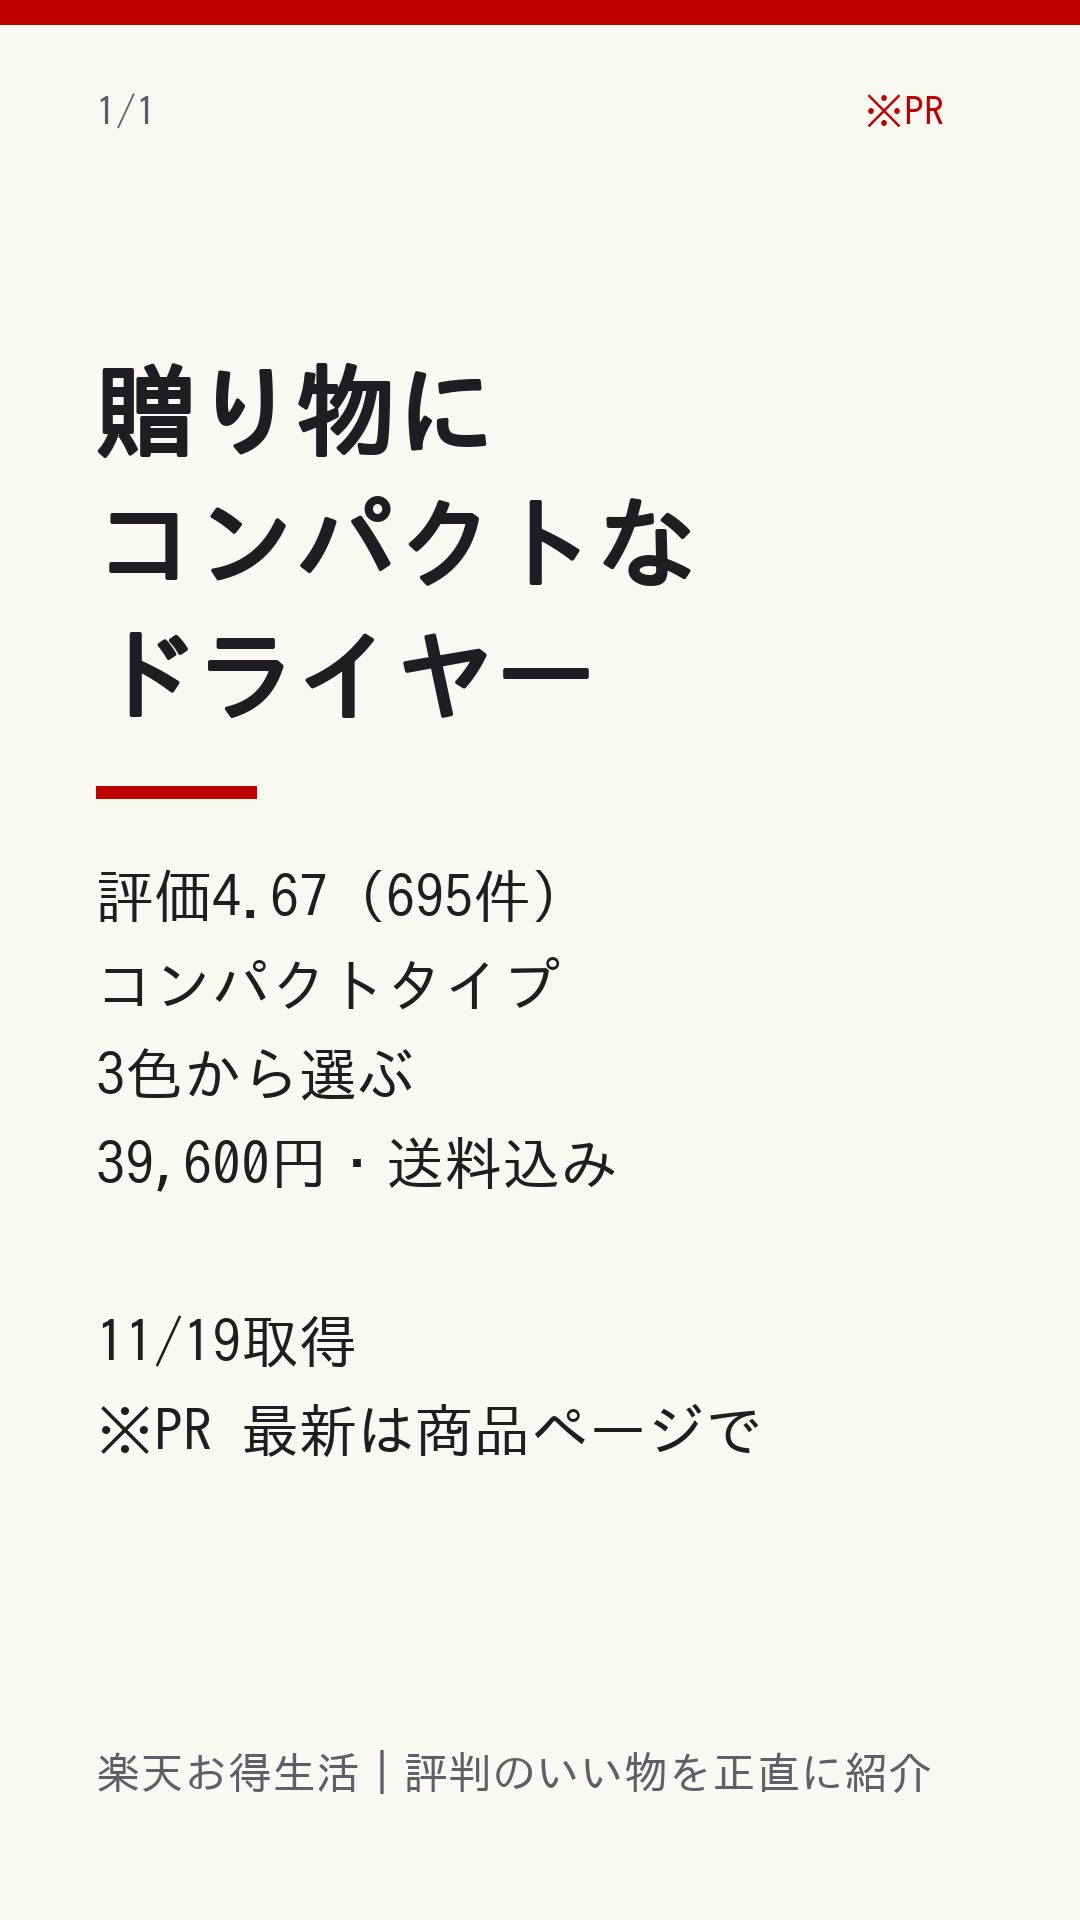 1/1
※PR
贈り物に
コンパクトな
ドライヤー
評価4.67（695件）
コンパクトタイプ
3色から選ぶ
39,600円・送料込み
11/19取得
※PR 最新は商品ページで
楽天お得生活｜評判のいい物を正直に紹介